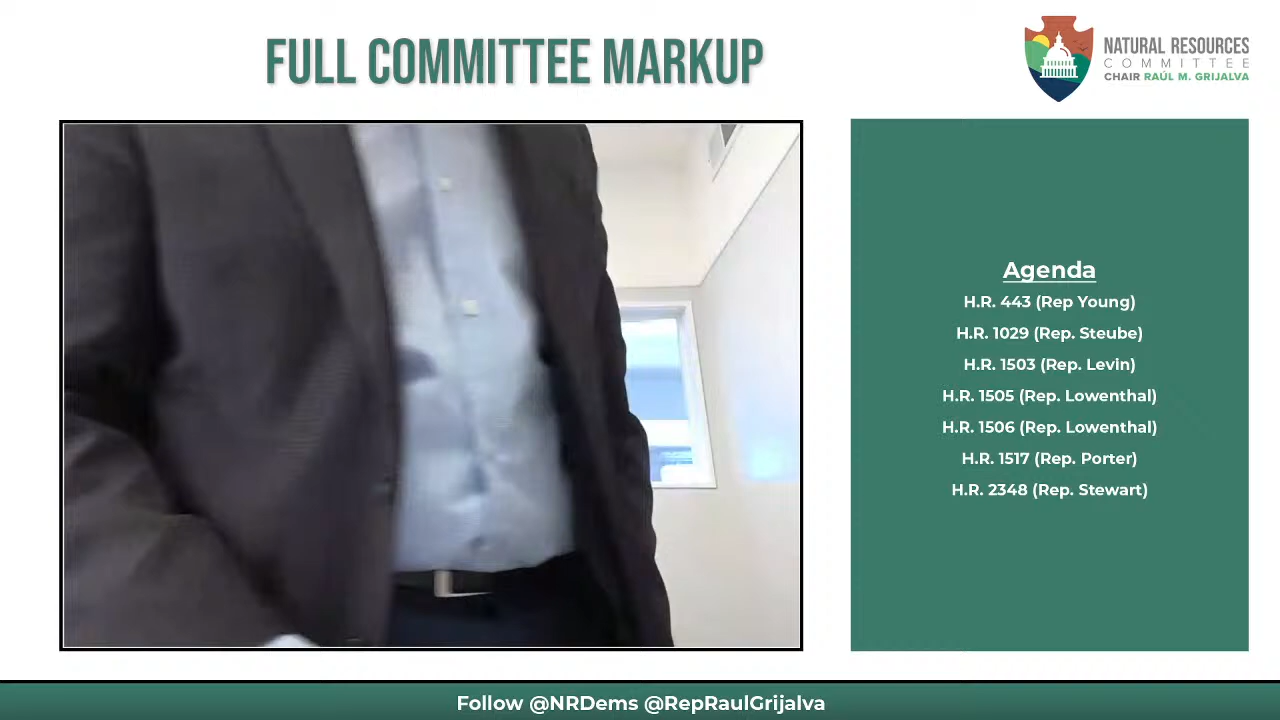 FULL COMMITTEE MARKUP
NATURAL RESOURCES
COMMITTEE
CHAIR RAÚL M. GRIJALVA
Agenda
H.R. 443 (Rep Young)
H.R. 1029 (Rep. Steube)
H.R. 1503 (Rep. Levin)
H.R. 1505 (Rep. Lowenthal)
H.R. 1506 (Rep. Lowenthal)
H.R. 1517 (Rep. Porter)
H.R. 2348 (Rep. Stewart)
Follow @NRDems @RepRaulGrijalva